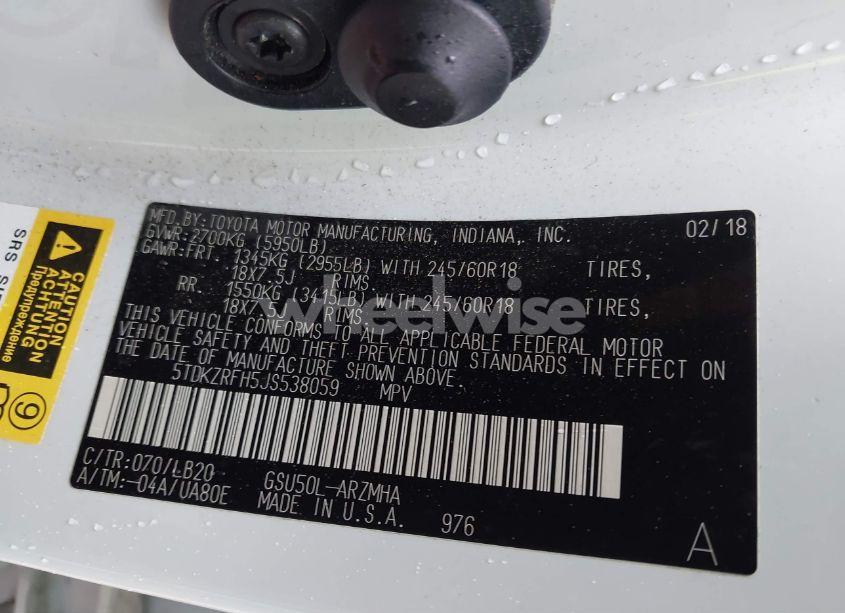 MFD.BY:TOYOTA MOTOR MANUFACTURING, INDIANA, INC. 02/18
GVWR:2700KG (5950LB)
GAWR:FRT. 1345KG (2955LB) WITH 245/60R18 TIRES,
18X7.5J RIMS.
RR. 1550KG (3415LB) WITH 245/60R18 TIRES,
18X7.5J RIMS.
THIS VEHICLE CONFORMS TO ALL APPLICABLE FEDERAL MOTOR
VEHICLE SAFETY AND THEFT PREVENTION STANDARDS IN EFFECT ON
THE DATE OF MANUFACTURE SHOWN ABOVE.
5TDKZRFH5JS538059 MPV
C/TR:070/LB20 GSU50L-ARZMHA
A/TM:-04A/UA80E MADE IN U.S.A. 976
A
wheelwise
CAUTION
ATTENTION
ACHTUNG
Предупреждение
9
SRS